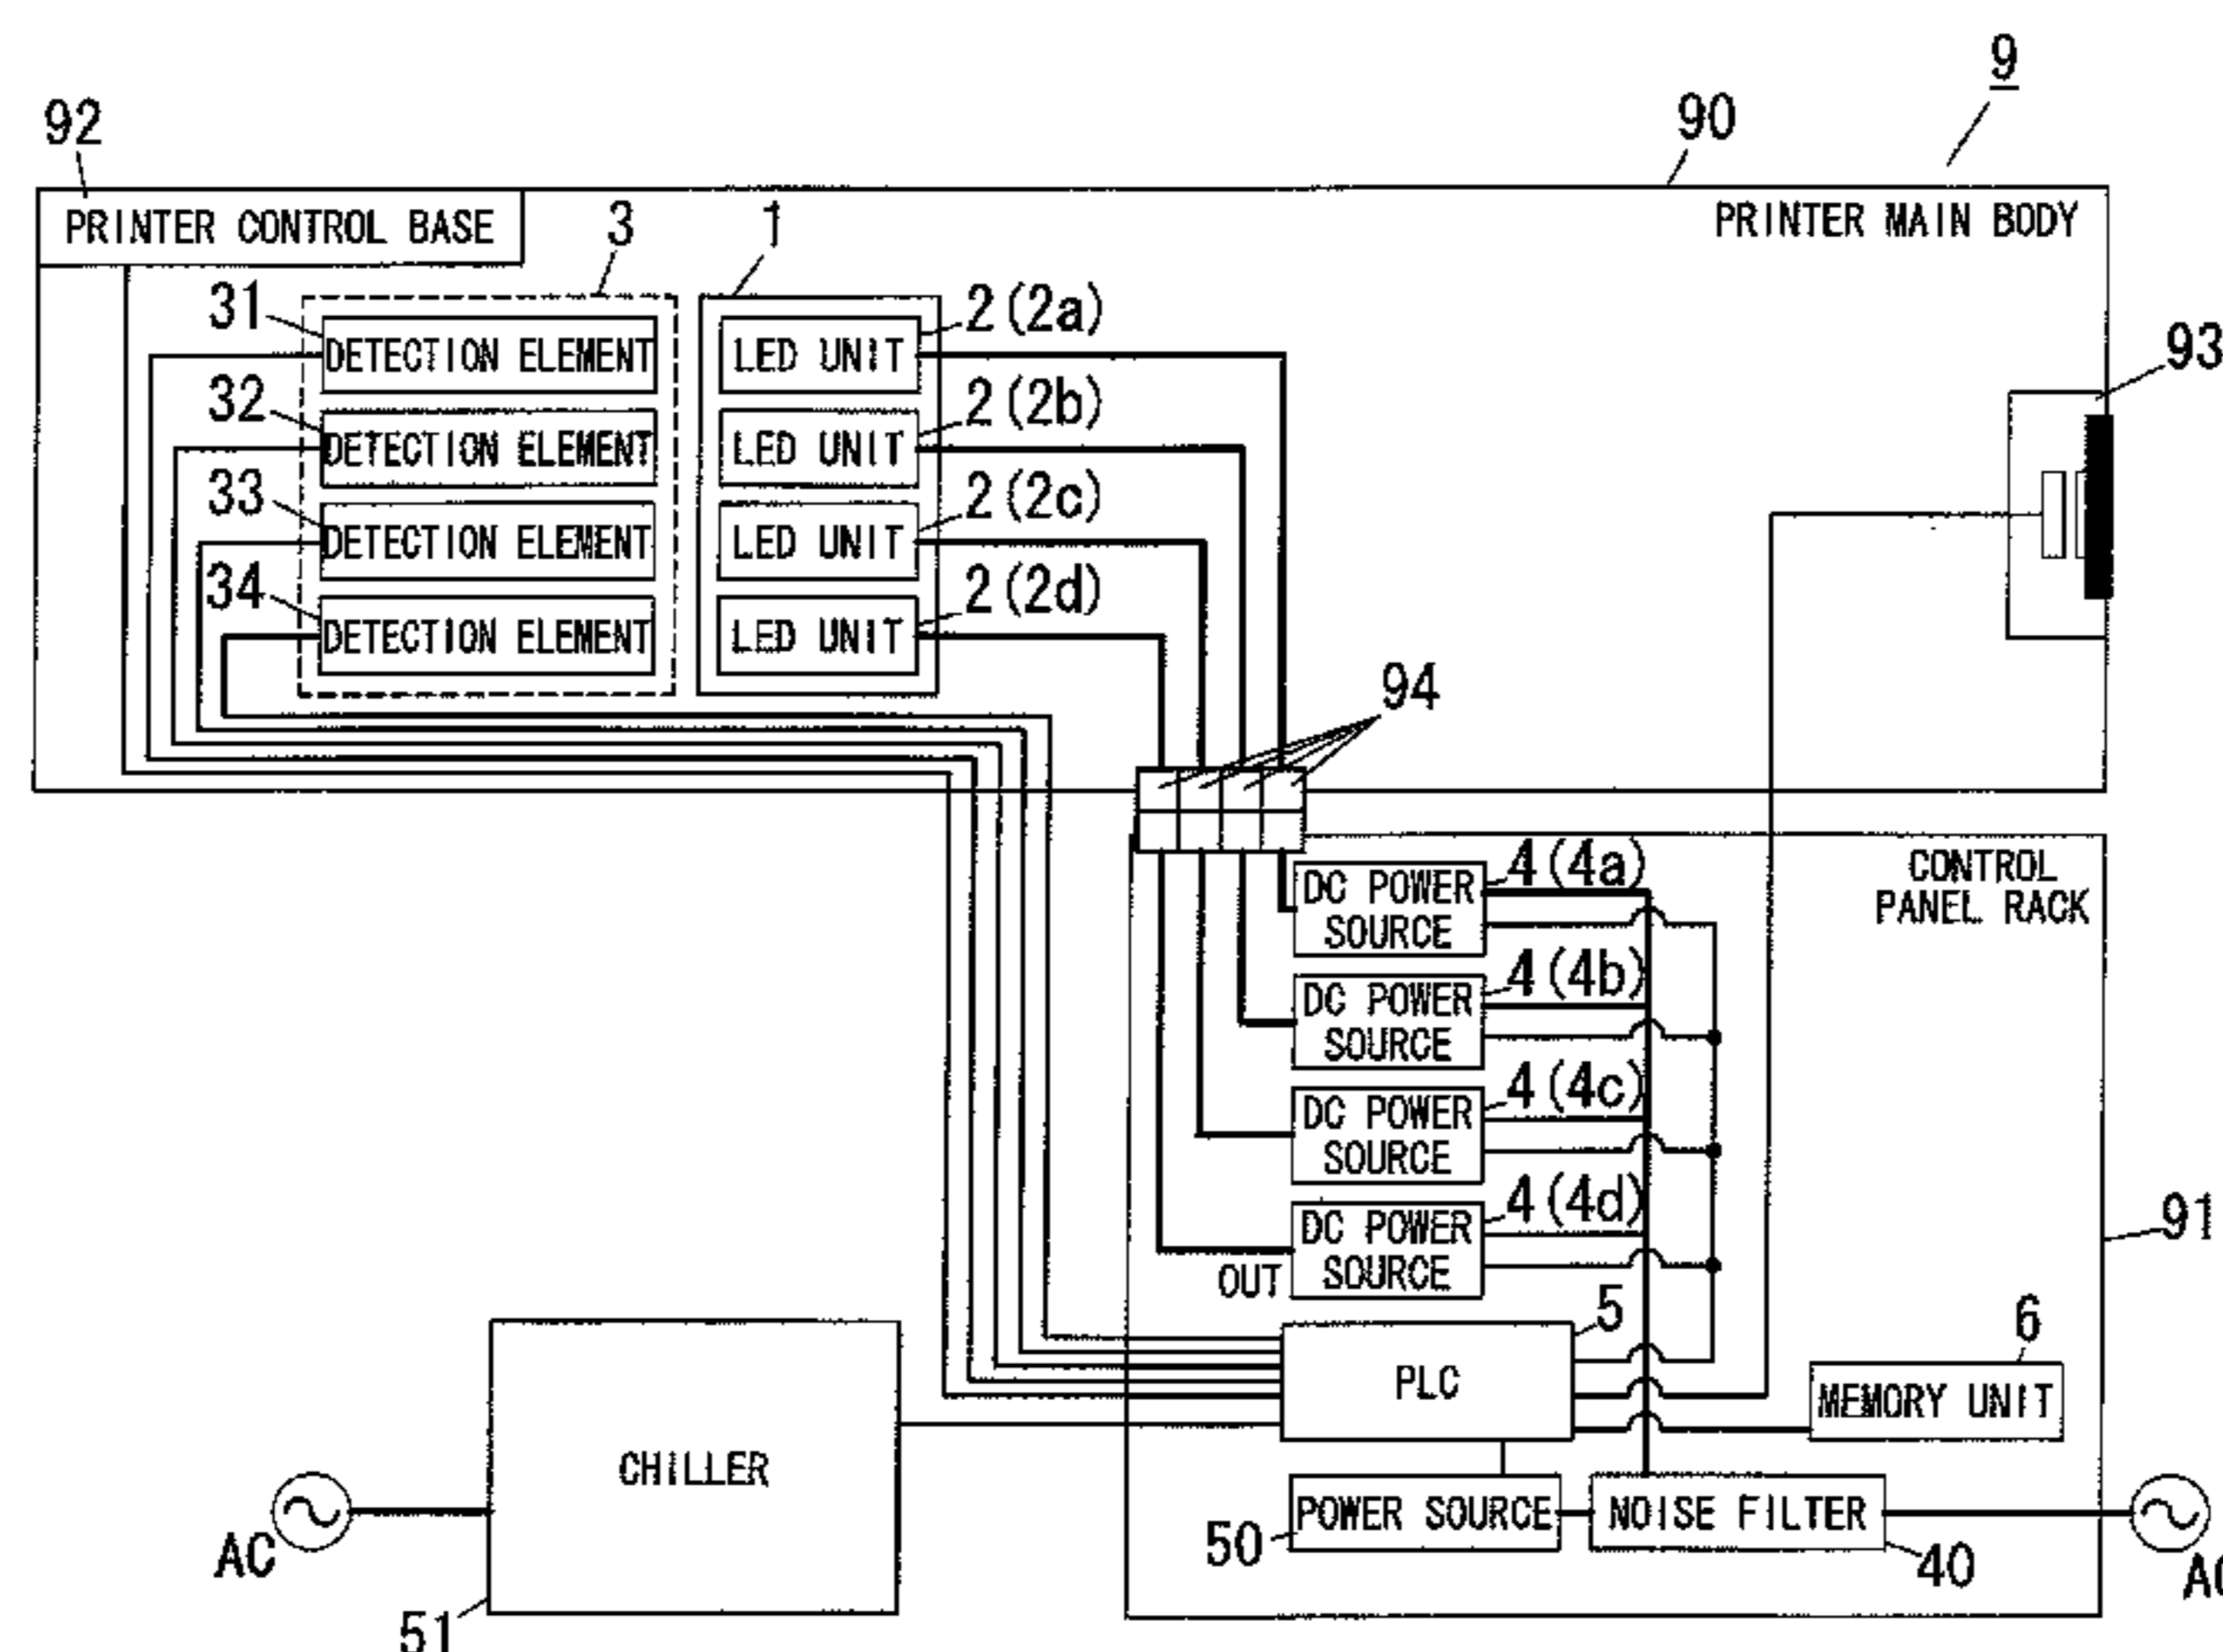 9
92
90
PRINTER CONTROL BASE
3
1
PRINTER MAIN BODY
31
DETECTION ELEMENT
LED UNIT
2(2a)
93
32
DETECTION ELEMENT
LED UNIT
2(2b)
33
DETECTION ELEMENT
LED UNIT
2(2c)
34
DETECTION ELEMENT
LED UNIT
2(2d)
94
CONTROL
PANEL RACK
DC POWER
SOURCE
4(4a)
DC POWER
SOURCE
4(4b)
DC POWER
SOURCE
4(4c)
DC POWER
SOURCE
4(4d)
OUT
91
5
6
PLC
MEMORY UNIT
CHILLER
AC
51
POWER SOURCE
50
NOISE FILTER
40
AC